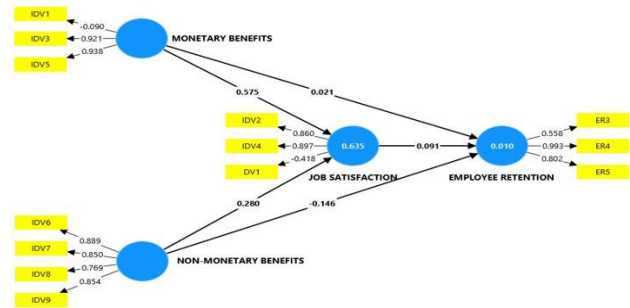 IDV1
-0.090
IDV3
0.921
IDV5
0.938
MONETARY BENEFITS
0.575
0.021
IDV2
0.860
IDV4
0.897
DV1
-0.418
0.635
JOB SATISFACTION
0.091
0.010
EMPLOYEE RETENTION
0.558
ER3
0.993
ER4
0.802
ER5
0.280
-0.146
IDV6
0.889
IDV7
0.850
IDV8
0.769
IDV9
0.854
NON-MONETARY BENEFITS